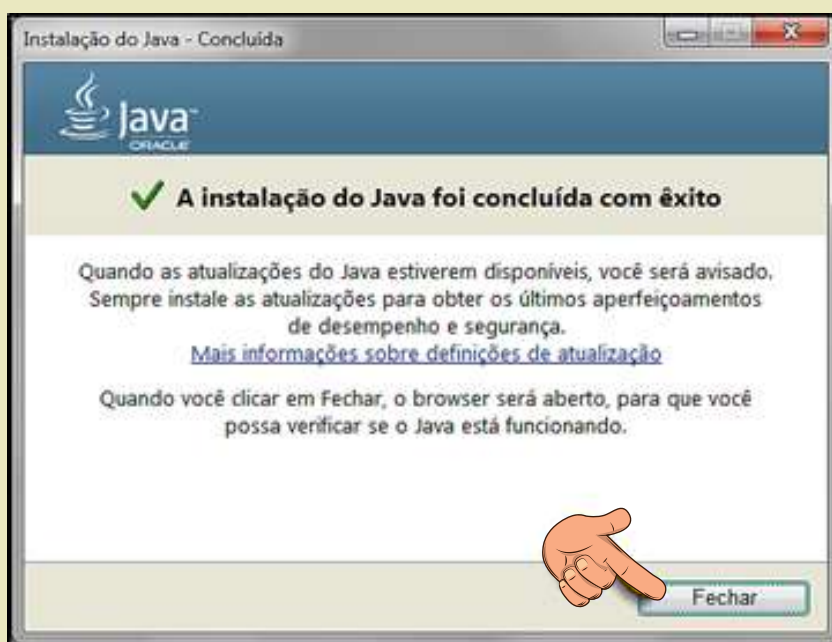 Instalação do Java - Concluída
Java™
ORACLE
A instalação do Java foi concluída com êxito
Quando as atualizações do Java estiverem disponíveis, você será avisado.
Sempre instale as atualizações para obter os últimos aperfeiçoamentos
de desempenho e segurança.
Mais informações sobre definições de atualização
Quando você clicar em Fechar, o browser será aberto, para que você
possa verificar se o Java está funcionando.
Fechar